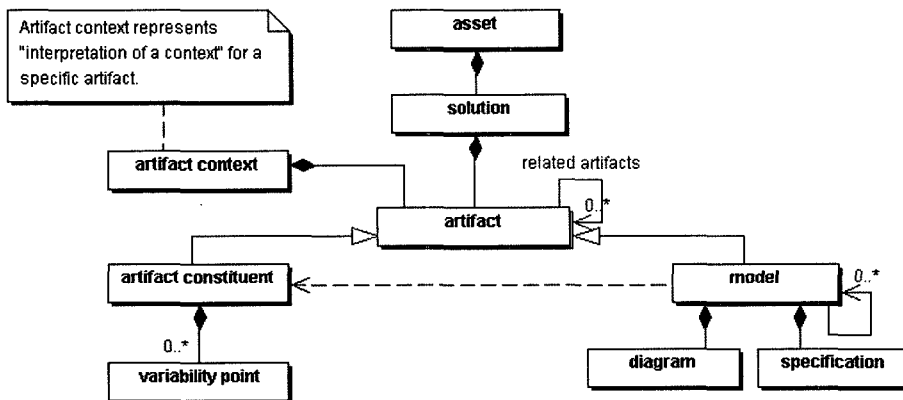 Artifact context represents
"interpretation of a context" for a
specific artifact.
asset
solution
artifact context
related artifacts
0..*
artifact
artifact constituent
model
0..*
0..*
variability point
diagram
specification